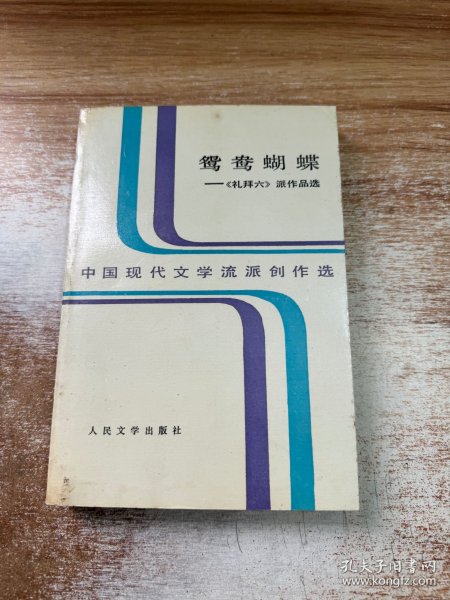 鸳鸯蝴蝶
——《礼拜六》派作品选
中国现代文学流派创作选
人民文学出版社
孔夫子旧书网
www.kongfz.com